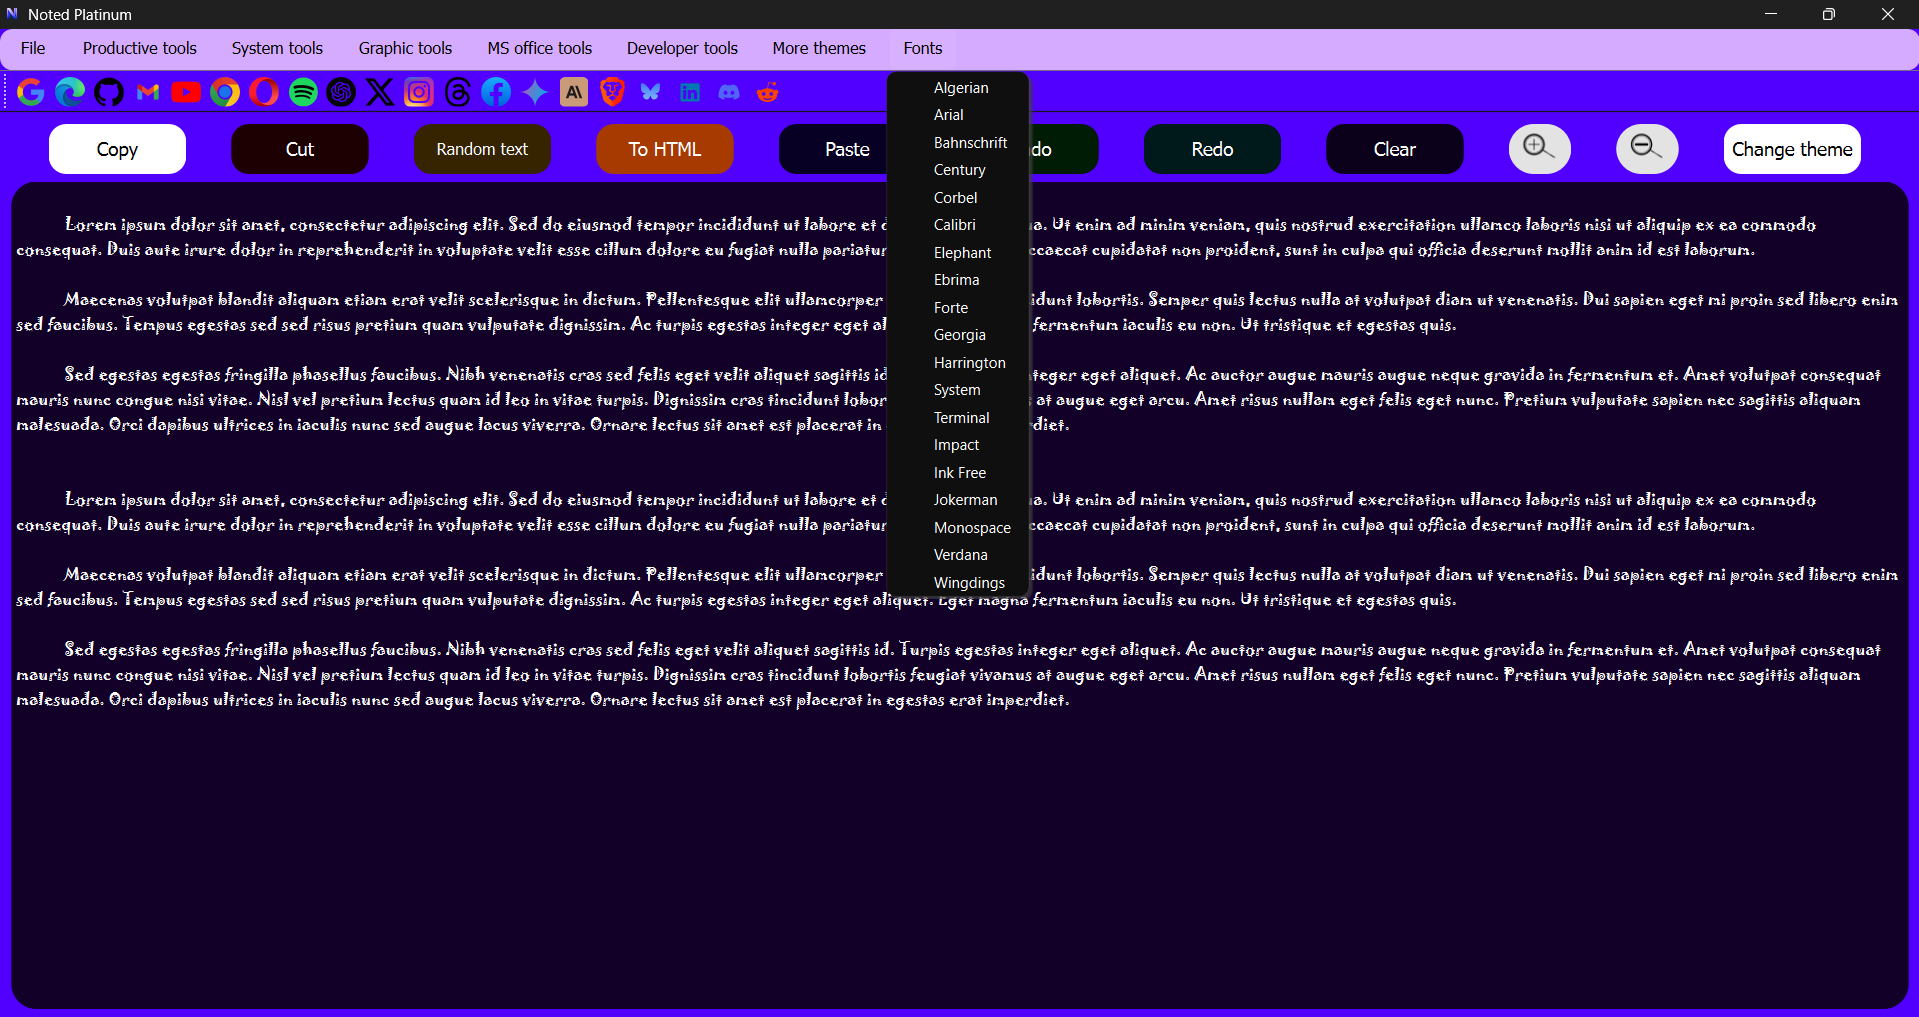 Noted Platinum
File Productive tools System tools Graphic tools MS office tools Developer tools More themes Fonts
Copy Cut Random text To HTML Paste do Redo Clear Change theme
Algerian
Arial
Bahnschrift
Century
Corbel
Calibri
Elephant
Ebrima
Forte
Georgia
Harrington
System
Terminal
Impact
Ink Free
Jokerman
Monospace
Verdana
Wingdings
Lorem ipsum dolor sit amet, consectetur adipiscing elit. Sed do eiusmod tempor incididunt ut labore et d a. Ut enim ad minim veniam, quis nostrud exercitation ullamco laboris nisi ut aliquip ex ea commodo
consequat. Duis aute irure dolor in reprehenderit in voluptate velit esse cillum dolore eu fugiat nulla pariatur ccaecat cupidatat non proident, sunt in culpa qui officia deserunt mollit anim id est laborum.
Maecenas volutpat blandit aliquam etiam erat velit scelerisque in dictum. Pellentesque elit ullamcorper idunt lobortis. Semper quis lectus nulla at volutpat diam ut venenatis. Dui sapien eget mi proin sed libero enim
sed faucibus. Tempus egestas sed sed risus pretium quam vulputate dignissim. Ac turpis egestas integer eget al fermentum iaculis eu non. Ut tristique et egestas quis.
Sed egestas egestas fringilla phasellus faucibus. Nibh venenatis cras sed felis eget velit aliquet sagittis id teger eget aliquet. Ac auctor augue mauris augue neque gravida in fermentum et. Amet volutpat consequat
mauris nunc congue nisi vitae. Nisl vel pretium lectus quam id leo in vitae turpis. Dignissim cras tincidunt lobor at augue eget arcu. Amet risus nullam eget felis eget nunc. Pretium vulputate sapien nec sagittis aliquam
malesuada. Orci dapibus ultrices in iaculis nunc sed augue lacus viverra. Ornare lectus sit amet est placerat in diet.
Lorem ipsum dolor sit amet, consectetur adipiscing elit. Sed do eiusmod tempor incididunt ut labore et d a. Ut enim ad minim veniam, quis nostrud exercitation ullamco laboris nisi ut aliquip ex ea commodo
consequat. Duis aute irure dolor in reprehenderit in voluptate velit esse cillum dolore eu fugiat nulla pariatur ccaecat cupidatat non proident, sunt in culpa qui officia deserunt mollit anim id est laborum.
Maecenas volutpat blandit aliquam etiam erat velit scelerisque in dictum. Pellentesque elit ullamcorper idunt lobortis. Semper quis lectus nulla at volutpat diam ut venenatis. Dui sapien eget mi proin sed libero enim
sed faucibus. Tempus egestas sed sed risus pretium quam vulputate dignissim. Ac turpis egestas integer eget aliquet. Eget magna fermentum iaculis eu non. Ut tristique et egestas quis.
Sed egestas egestas fringilla phasellus faucibus. Nibh venenatis cras sed felis eget velit aliquet sagittis id. Turpis egestas integer eget aliquet. Ac auctor augue mauris augue neque gravida in fermentum et. Amet volutpat consequat
mauris nunc congue nisi vitae. Nisl vel pretium lectus quam id leo in vitae turpis. Dignissim cras tincidunt lobortis feugiat vivamus at augue eget arcu. Amet risus nullam eget felis eget nunc. Pretium vulputate sapien nec sagittis aliquam
malesuada. Orci dapibus ultrices in iaculis nunc sed augue lacus viverra. Ornare lectus sit amet est placerat in egestas erat imperdiet.